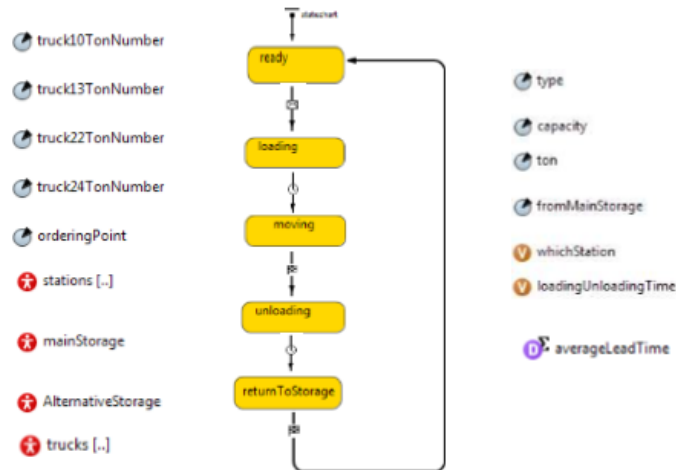 truck10TonNumber
truck13TonNumber
truck22TonNumber
truck24TonNumber
orderingPoint
stations [..]
mainStorage
AlternativeStorage
trucks [..]
statechart
ready
loading
moving
unloading
returnToStorage
type
capacity
ton
fromMainStorage
V whichStation
V loadingUnloadingTime
D Σ averageLeadTime